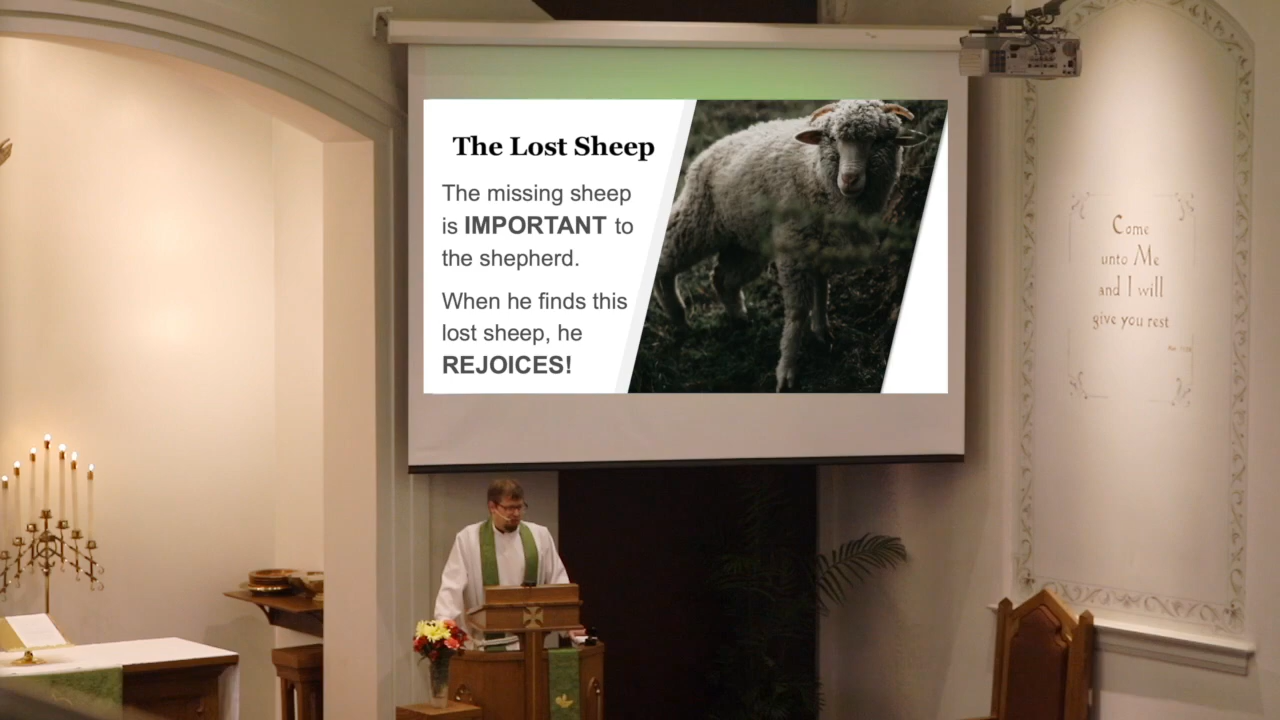 The Lost Sheep
The missing sheep
is IMPORTANT to
the shepherd.
When he finds this
lost sheep, he
REJOICES!
Come
unto Me
and I will
give you rest